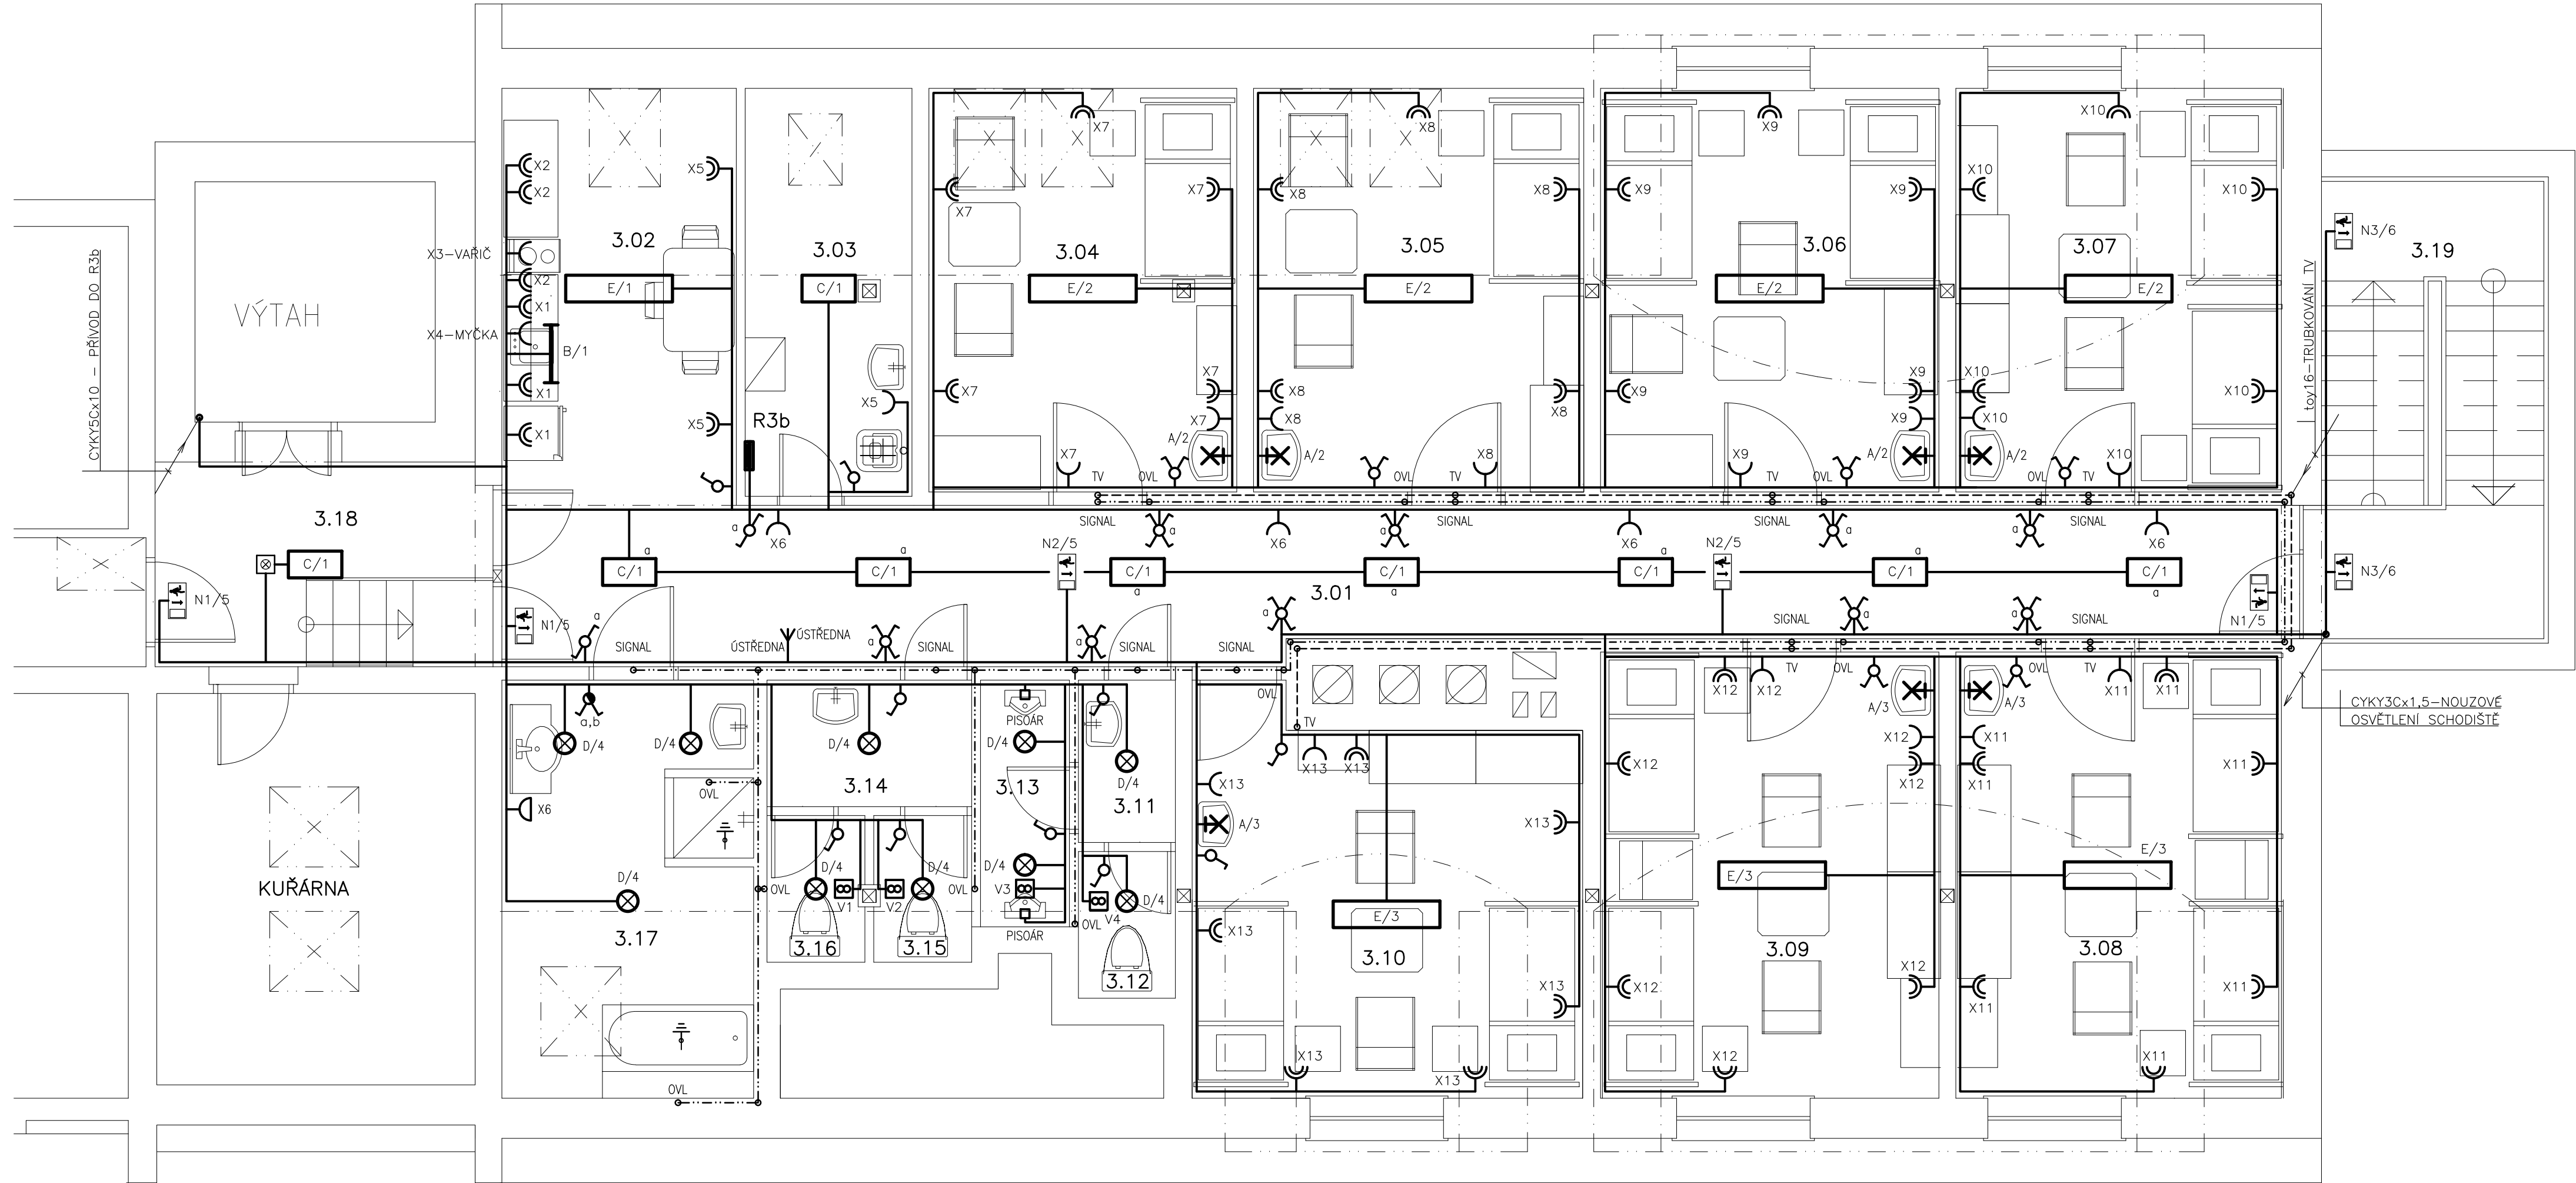 CYKY5Cx10 – PŘÍVOD DO R3b
VÝTAH
3.18
C/1
N1/5
N1/5
KUŘÁRNA
X2
X2
X3–VAŘIČ
X2
X1
X4–MYČKA
B/1
X1
X1
3.02
E/1
X5
X5
3.03
C/1
X5
R3b
3.04
E/2
X7
X7
X7
X7
X7
X7
X7
A/2
TV
OVL
3.05
E/2
X8
X8
X8
X8
X8
X8
X8
A/2
OVL
TV
3.06
E/2
X9
X9
X9
X9
X9
X9
X9
A/2
TV
OVL
3.07
E/2
X10
X10
X10
X10
X10
X10
X10
A/2
OVL
TV
toy16–TRUBKOVÁNÍ TV
3.19
N3/6
N3/6
a
X6
SIGNAL
a
X6
a
SIGNAL
X6
SIGNAL
a
a
SIGNAL
X6
a
C/1
a
C/1
N2/5
C/1
a
C/1
a
C/1
a
N2/5
a
C/1
C/1
a
3.01
a
SIGNAL
ÚSTŘEDNA
ÚSTŘEDNA
a
SIGNAL
a
SIGNAL
SIGNAL
a
SIGNAL
a
a
SIGNAL
N1/5
CYKY3Cx1,5–NOUZOVÉ
OSVĚTLENÍ SCHODIŠTĚ
a,b
D/4
D/4
X6
OVL
D/4
3.17
OVL
D/4
3.14
D/4
OVL
V1
3.16
D/4
V2
3.15
OVL
PISOÁR
D/4
3.13
D/4
V3
PISOÁR
D/4
3.11
D/4
V4
OVL
3.12
OVL
TV
X13
X13
X13
A/3
X13
X13
E/3
3.10
X13
X13
X13
X12
X12
TV
OVL
A/3
X12
X12
X12
E/3
3.09
X12
X12
X12
A/3
OVL
TV
X11
X11
X11
X11
X11
E/3
3.08
X11
X11
X11